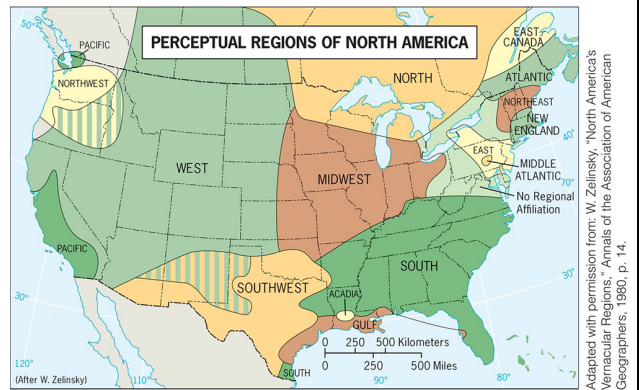 PERCEPTUAL REGIONS OF NORTH AMERICA
50°
PACIFIC
EAST
CANADA
NORTHWEST
NORTH
ATLANTIC
NORTHEAST
NEW
ENGLAND
40°
EAST
MIDDLE
ATLANTIC
70°
WEST
MIDWEST
No Regional
Affiliation
PACIFIC
SOUTH
SOUTHWEST
ACADIA
GULF
30°
30°
0 250 500 Kilometers
0 250 500 Miles
SOUTH
120°
110°
90°
80°
(After W. Zelinsky)
Adapted with permission from: W. Zelinsky, "North America's
Vernacular Regions," Annals of the Association of American
Geographers, 1980, p. 14.